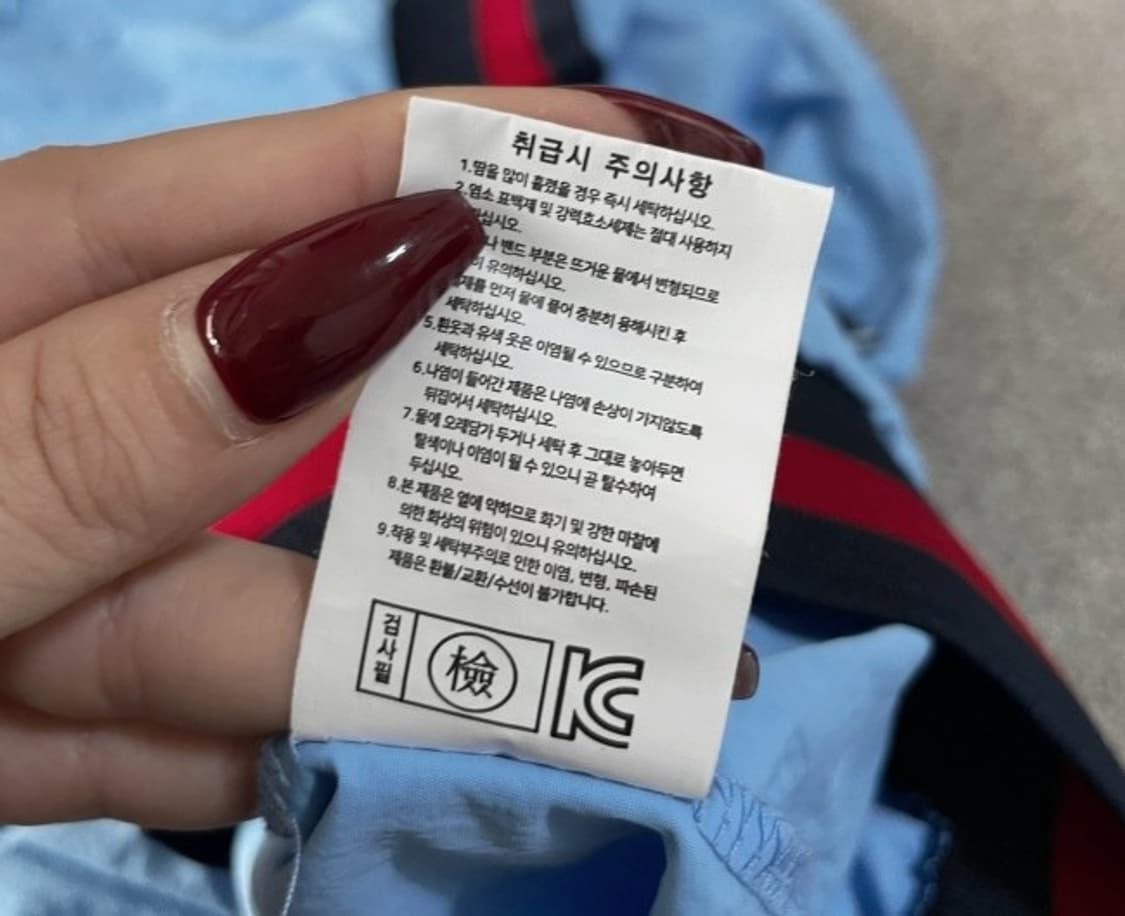 취급시 주의사항
1.땀을 많이 흘렸을 경우 즉시 세탁하십시오.
2.염소 표백제 및 강력효소세제는 절대 사용하지
십시오.
나 밴드 부분은 뜨거운 물에서 변형되므로
유의하십시오.
먼저 물에 풀어 충분히 용해시킨 후
세탁하십시오.
5.흰옷과 유색 옷은 이염될 수 있으므로 구분하여
세탁하십시오.
6.나염이 들어간 제품은 나염에 손상이 가지않도록
뒤집어서 세탁하십시오.
7.물에 오래담가 두거나 세탁 후 그대로 놓아두면
탈색이나 이염이 될 수 있으니 곧 탈수하여
두십시오.
8.본 제품은 열에 약하므로 화기 및 강한 마찰에
의한 화상의 위험이 있으니 유의하십시오.
9.착용 및 세탁부주의로 인한 이염, 변형, 파손된
제품은 환불/교환/수선이 불가합니다.
검사필
檢
KC